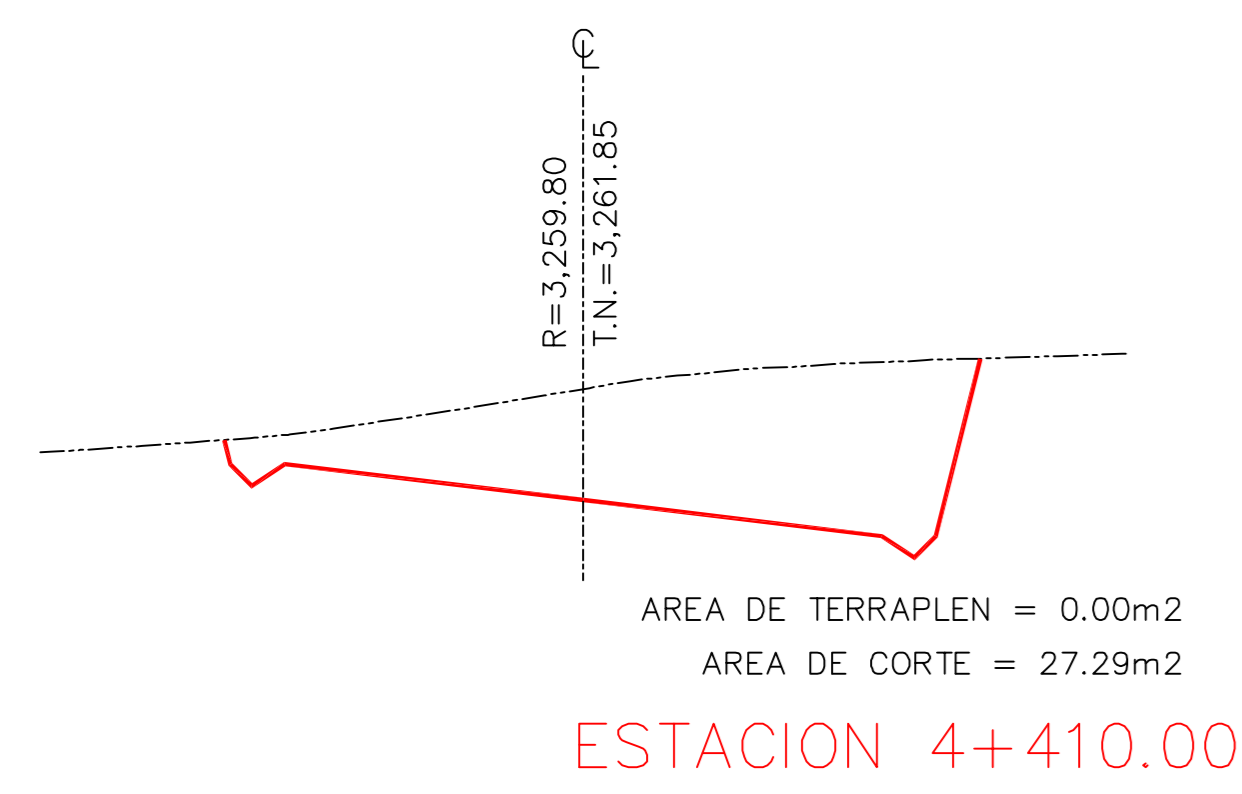 ℄
R=3,259.80
T.N.=3,261.85
AREA DE TERRAPLEN = 0.00m2
AREA DE CORTE = 27.29m2
ESTACION 4+410.00